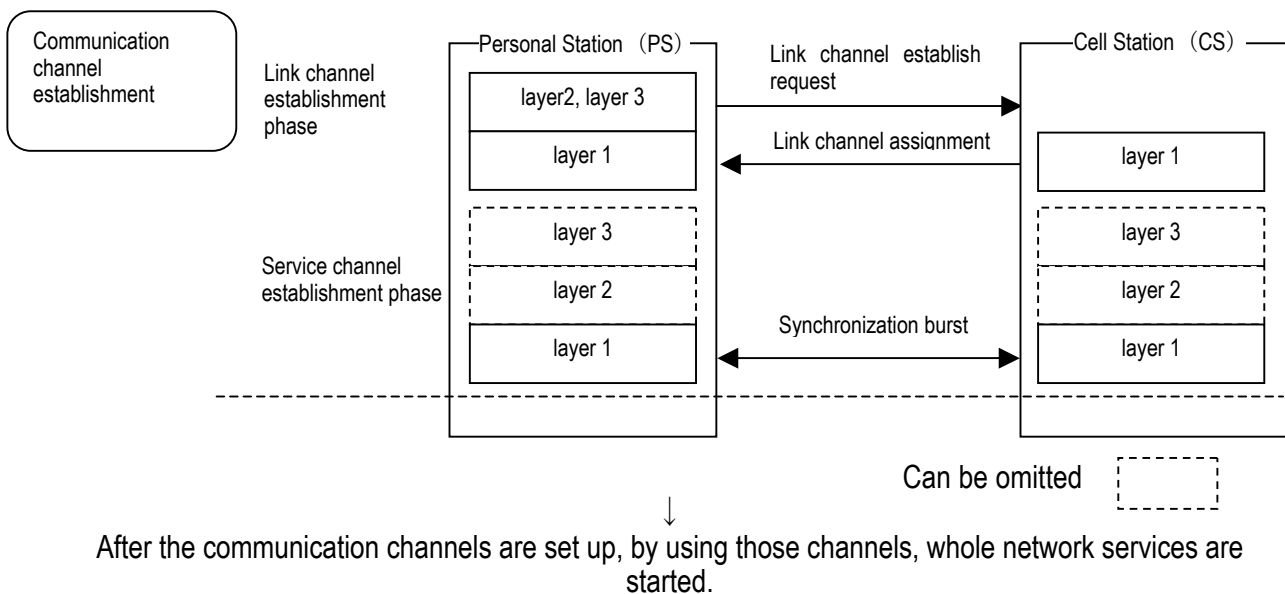 Communication
channel
establishment
Link channel
establishment
phase
Personal Station （PS）
layer2, layer 3
layer 1
Link channel establish
request
Link channel assignment
Cell Station （CS）
layer 1
Service channel
establishment phase
layer 3
layer 2
layer 1
Synchronization burst
layer 3
layer 2
layer 1
Can be omitted
↓
After the communication channels are set up, by using those channels, whole network services are
started.